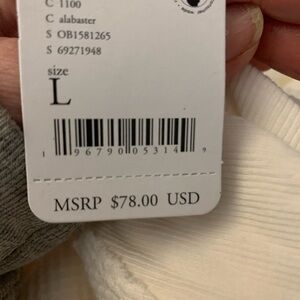 C 1100
C alabaster
S OB1581265
S 69271948
size
L
1 96790 05314 9
MSRP $78.00 USD